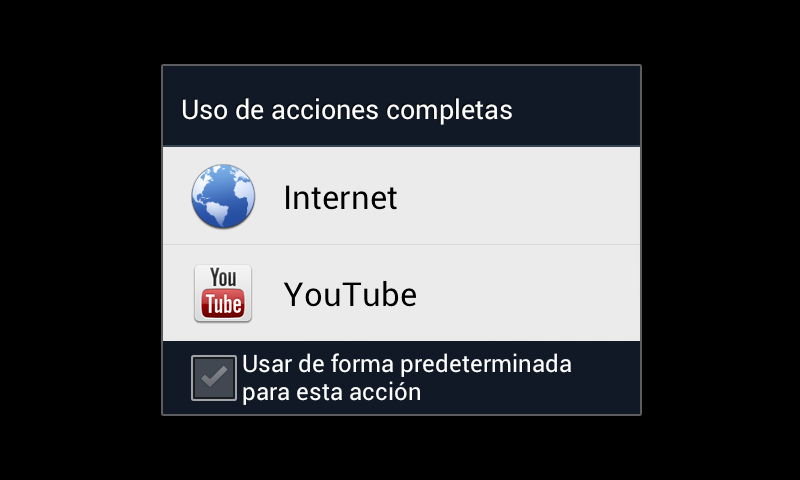 Uso de acciones completas
Internet
You
Tube
YouTube
Usar de forma predeterminada
para esta acción